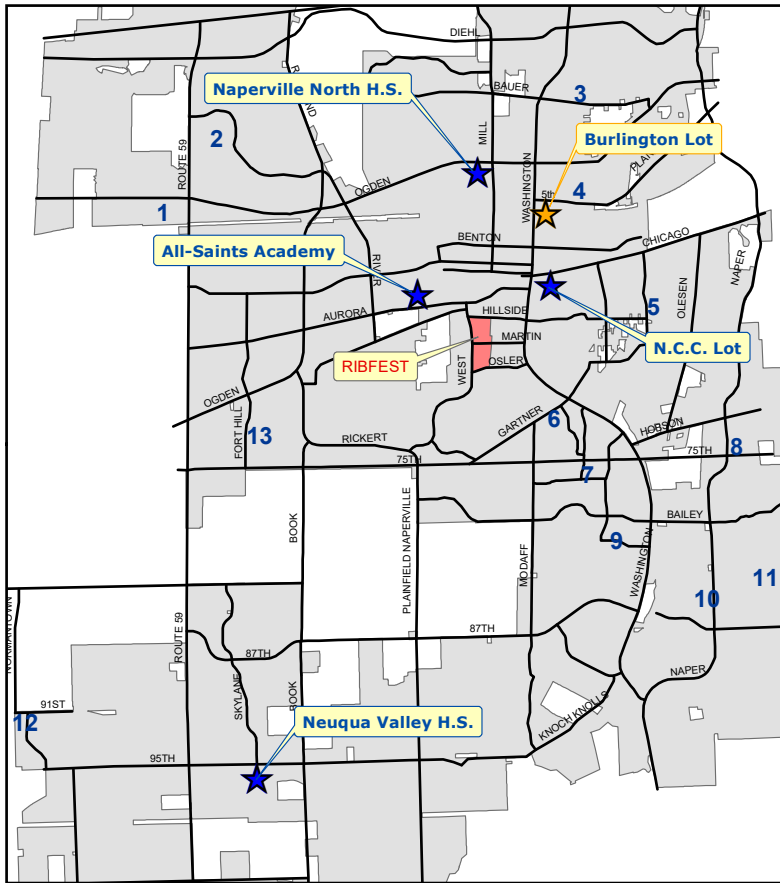 DIEHL
Naperville North H.S.
BAUER
3
MILL
2
Burlington Lot
ROUTE 59
WASHINGTON
OGDEN
5th
4
1
BENTON
CHICAGO
All-Saints Academy
RIVER
NAPER
OLESEN
AURORA
HILLSIDE
5
MARTIN
N.C.C. Lot
RIBFEST
WEST
OSLER
OGDEN
GARTNER
6
FORT HILL
13
RICKERT
HOBSON
75TH
75TH
8
7
BAILEY
BOOK
PLAINFIELD NAPERVILLE
MODAFF
9
WASHINGTON
11
10
NORMANTOWN
ROUTE 59
87TH
87TH
NAPER
SKYLANE
BOOK
91ST
12
Neuqua Valley H.S.
KNOCH KNOLLS
95TH